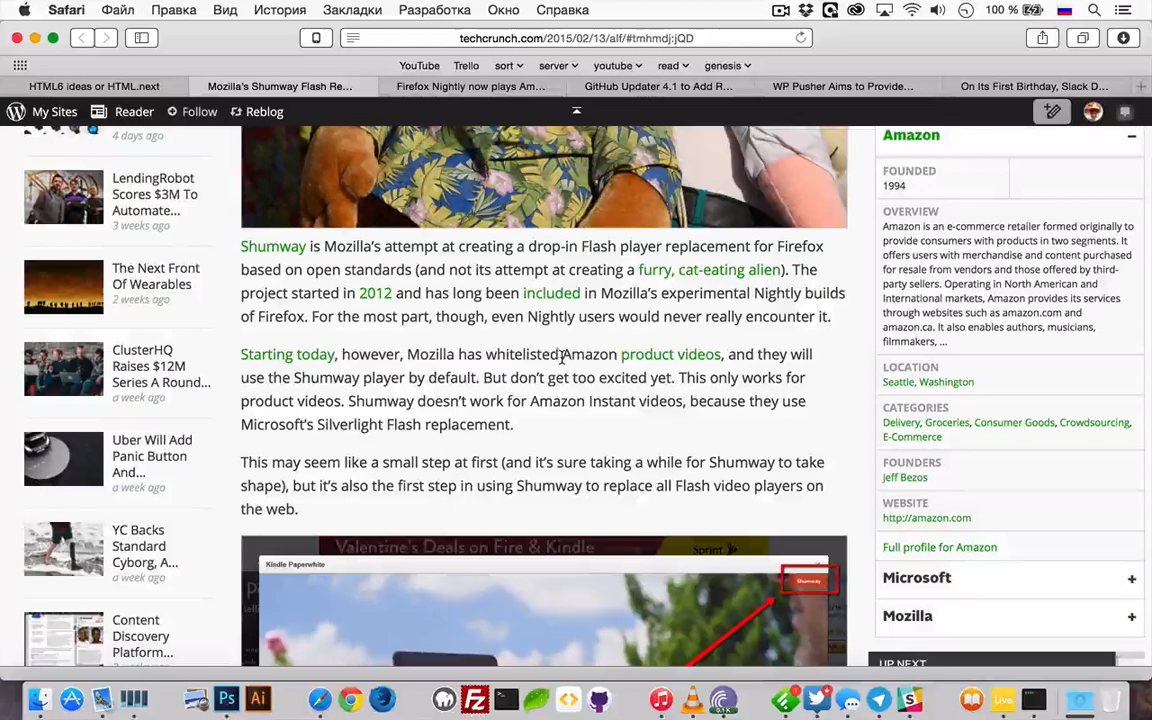 Safari Файл Правка Вид История Закладки Разработка Окно Справка 100 %
techcrunch.com/2015/02/13/alf/#tmhmdj:jQD
YouTube Trello sort server youtube read genesis
HTML6 ideas or HTML.next Mozilla's Shumway Flash Re... Firefox Nightly now plays Am... GitHub Updater 4.1 to Add R... WP Pusher Aims to Provide... On Its First Birthday, Slack D...
My Sites Reader Follow Reblog
4 days ago
LendingRobot
Scores $3M To
Automate...
3 weeks ago
The Next Front
Of Wearables
2 weeks ago
ClusterHQ
Raises $12M
Series A Round...
a week ago
Uber Will Add
Panic Button
And...
a week ago
YC Backs
Standard
Cyborg, A...
a week ago
Content
Discovery
Platform...
Shumway is Mozilla's attempt at creating a drop-in Flash player replacement for Firefox
based on open standards (and not its attempt at creating a furry, cat-eating alien). The
project started in 2012 and has long been included in Mozilla's experimental Nightly builds
of Firefox. For the most part, though, even Nightly users would never really encounter it.
Starting today, however, Mozilla has whitelisted Amazon product videos, and they will
use the Shumway player by default. But don't get too excited yet. This only works for
product videos. Shumway doesn't work for Amazon Instant videos, because they use
Microsoft's Silverlight Flash replacement.
This may seem like a small step at first (and it's sure taking a while for Shumway to take
shape), but it's also the first step in using Shumway to replace all Flash video players on
the web.
Valentine's Deals on Fire & Kindle
Sprint
Kindle Paperwhite
Shumway
Amazon
FOUNDED
1994
OVERVIEW
Amazon is an e-commerce retailer formed originally to
provide consumers with products in two segments. It
offers users with merchandise and content purchased
for resale from vendors and those offered by third-
party sellers. Operating in North American and
International markets, Amazon provides its services
through websites such as amazon.com and
amazon.ca. It also enables authors, musicians,
filmmakers, ...
LOCATION
Seattle, Washington
CATEGORIES
Delivery, Groceries, Consumer Goods, Crowdsourcing,
E-Commerce
FOUNDERS
Jeff Bezos
WEBSITE
http://amazon.com
Full profile for Amazon
Microsoft
Mozilla
UP NEXT
Ps Ai Fz Live